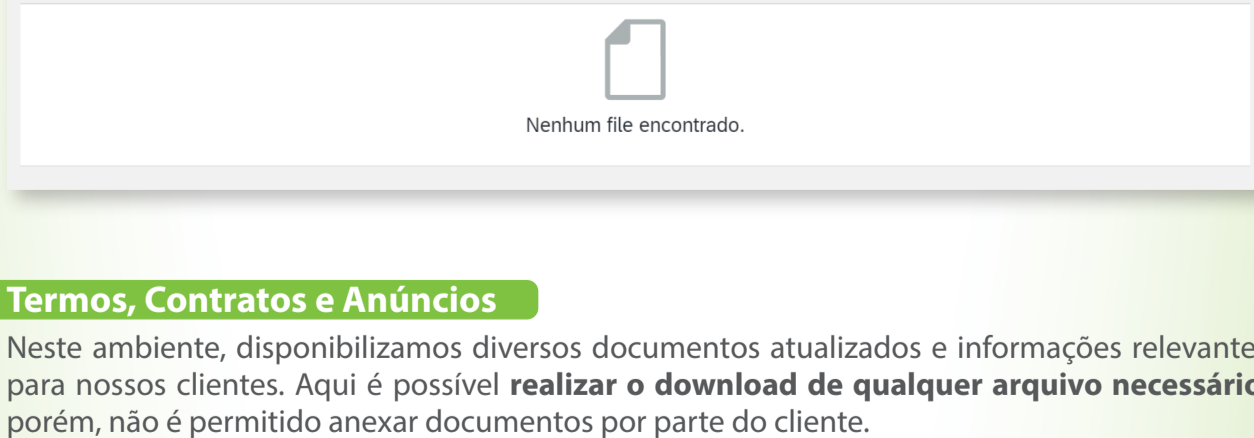 Nenhum file encontrado.
Termos, Contratos e Anúncios
Neste ambiente, disponibilizamos diversos documentos atualizados e informações relevante
para nossos clientes. Aqui é possível realizar o download de qualquer arquivo necessário
porém, não é permitido anexar documentos por parte do cliente.